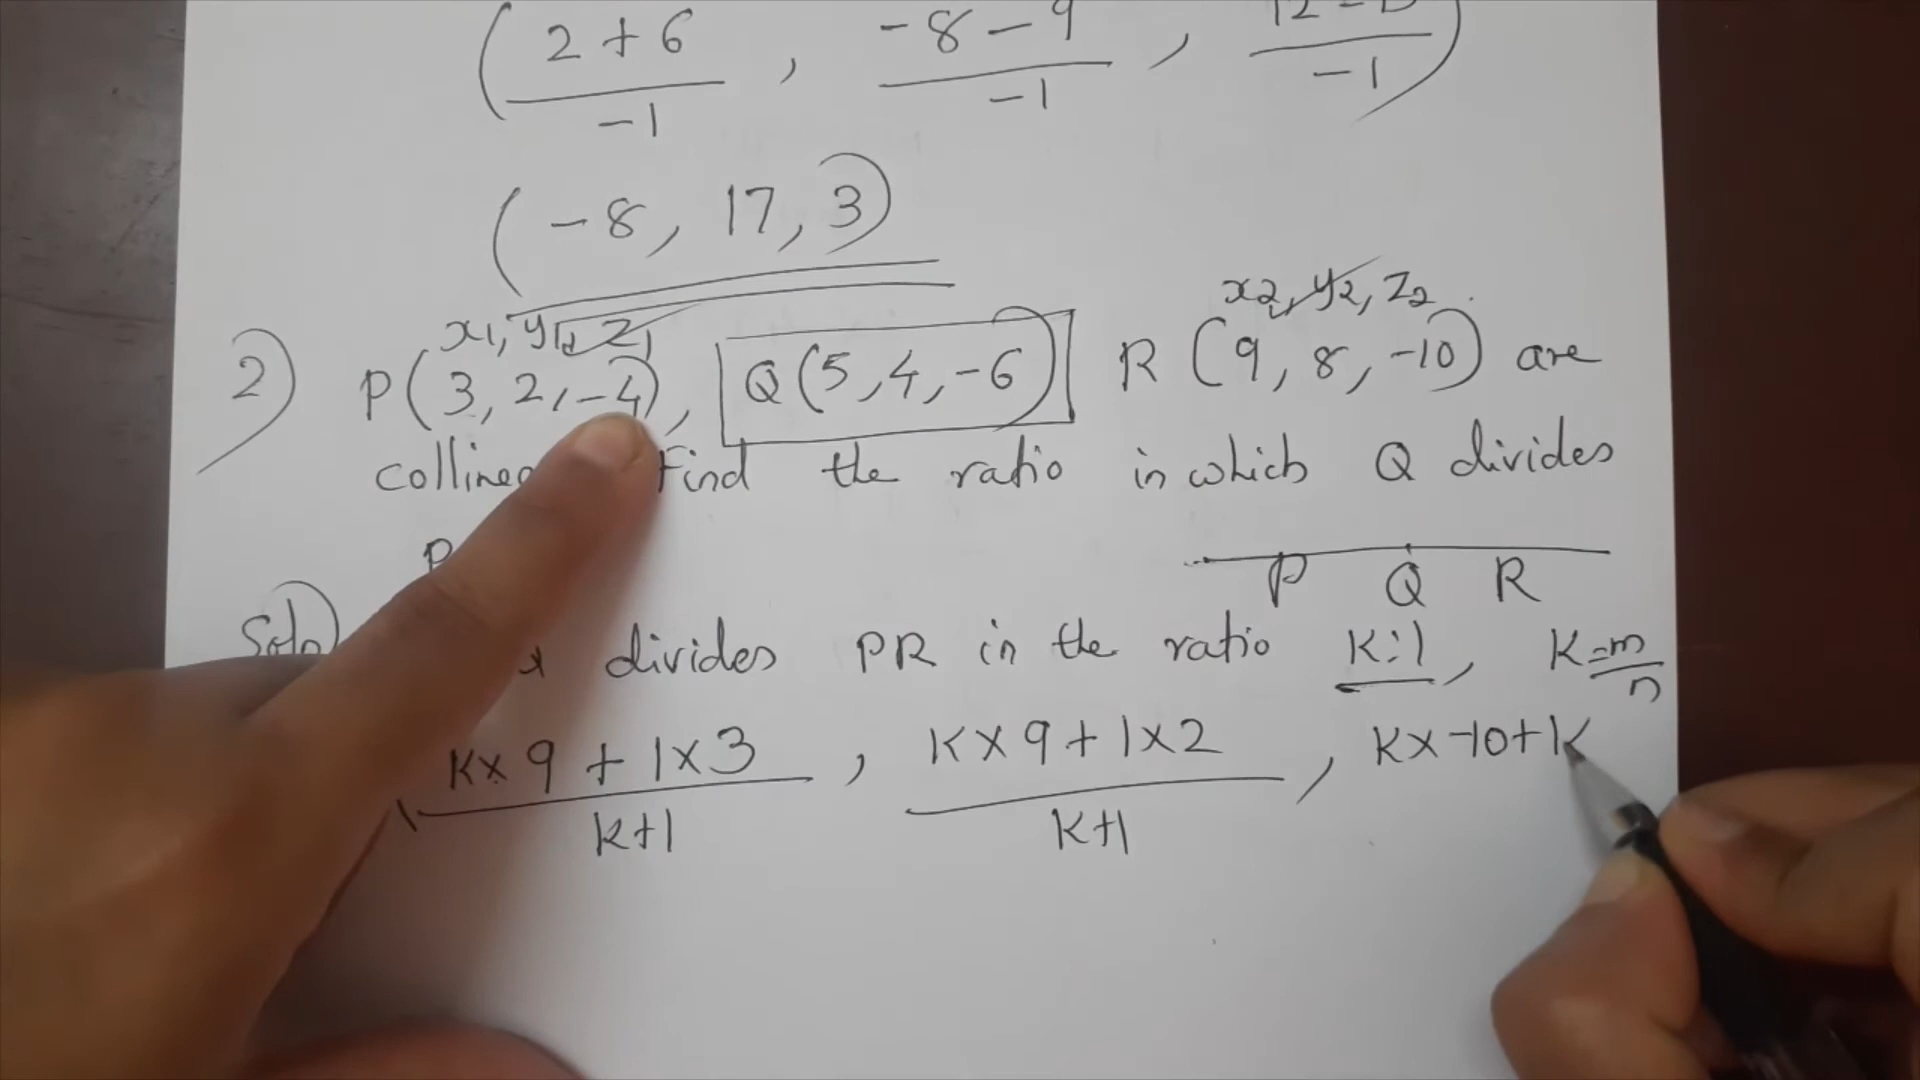 (2+6/-1, -8-9/-1, 12-15/-1)
(-8, 17, 3)
x1, y1, z1 x2, y2, z2
2) P(3, 2, -4), Q(5, 4, -6) R(9, 8, -10) are
Find the ratio in which Q divides
P Q R
Soln divides PR in the ratio K:1, K=m/n
K×9+1×3/K+1, K×9+1×2/K+1, K×-10+1